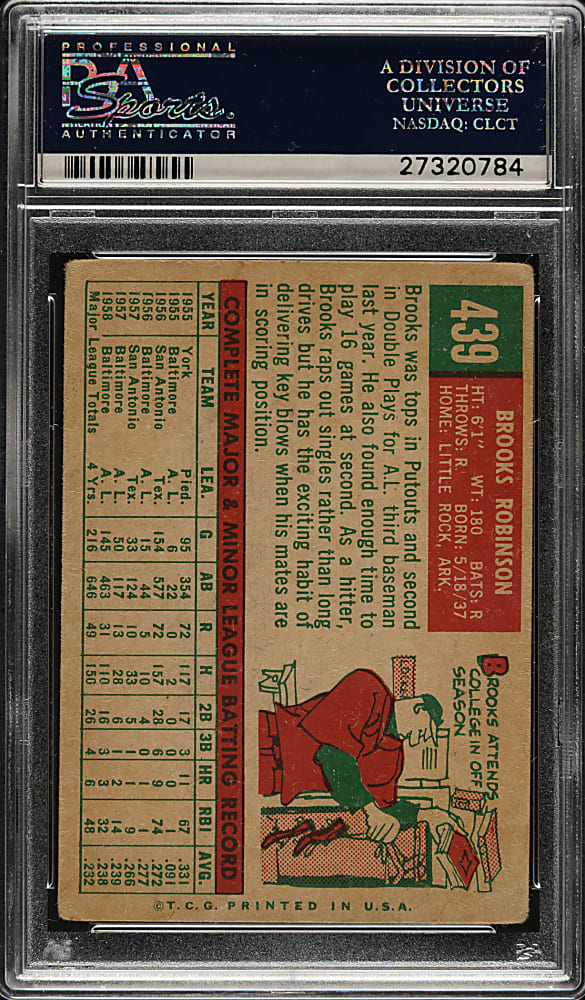 PROFESSIONAL
PSA
Sports
AUTHENTICATOR
A DIVISION OF
COLLECTORS
UNIVERSE
NASDAQ: CLCT
27320784
439
BROOKS ROBINSON
HT: 6'1" WT: 180 BATS: R
THROWS: R. BORN: 5/18/37
HOME: LITTLE ROCK, ARK.
Brooks was tops in Putouts and second
in Double Plays for A.L. third baseman
last year. He also found enough time to
play 16 games at second. As a hitter,
Brooks raps out singles rather than long
drives but he has the exciting habit of
delivering key blows when his mates are
in scoring position.
BROOKS ATTENDS
COLLEGE IN OFF
SEASON
COMPLETE MAJOR & MINOR LEAGUE BATTING RECORD
YEAR TEAM LEA. G AB R H 2B 3B HR RBI AVG.
1955 York Pied. 95 354 72 117 17 3 11 67 .331
1955 Baltimore A. L. 6 22 0 2 0 0 0 1 .091
1956 San Antonio Tex. 154 577 72 157 28 6 9 74 .272
1956 Baltimore A. L. 15 44 5 10 4 0 1 1 .277
1957 San Antonio Tex. 33 124 10 33 6 1 1 9 .266
1957 Baltimore A. L. 50 117 13 28 6 1 2 14 .239
1958 Baltimore A. L. 145 463 31 110 16 3 3 32 .238
Major League Totals 4 Yrs. 216 646 49 150 26 4 6 48 .232
©T.C.G. PRINTED IN U.S.A.